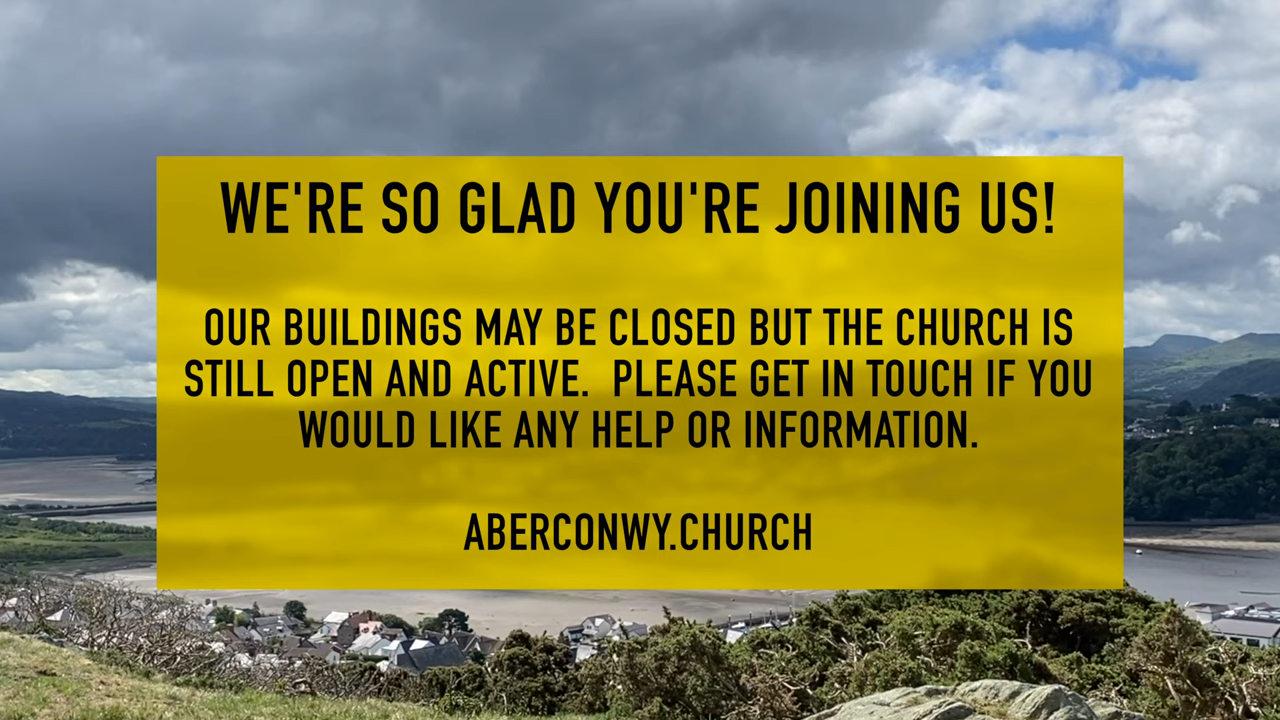 WE'RE SO GLAD YOU'RE JOINING US!
OUR BUILDINGS MAY BE CLOSED BUT THE CHURCH IS
STILL OPEN AND ACTIVE.  PLEASE GET IN TOUCH IF YOU
WOULD LIKE ANY HELP OR INFORMATION.
ABERCONWY.CHURCH